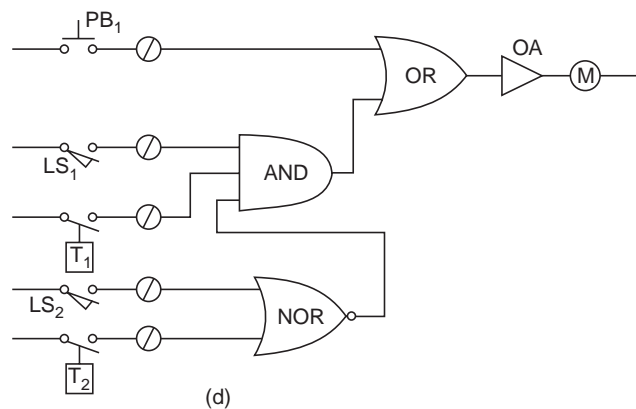 PB₁
OA
OR
M
LS₁
AND
T₁
LS₂
NOR
T₂
(d)